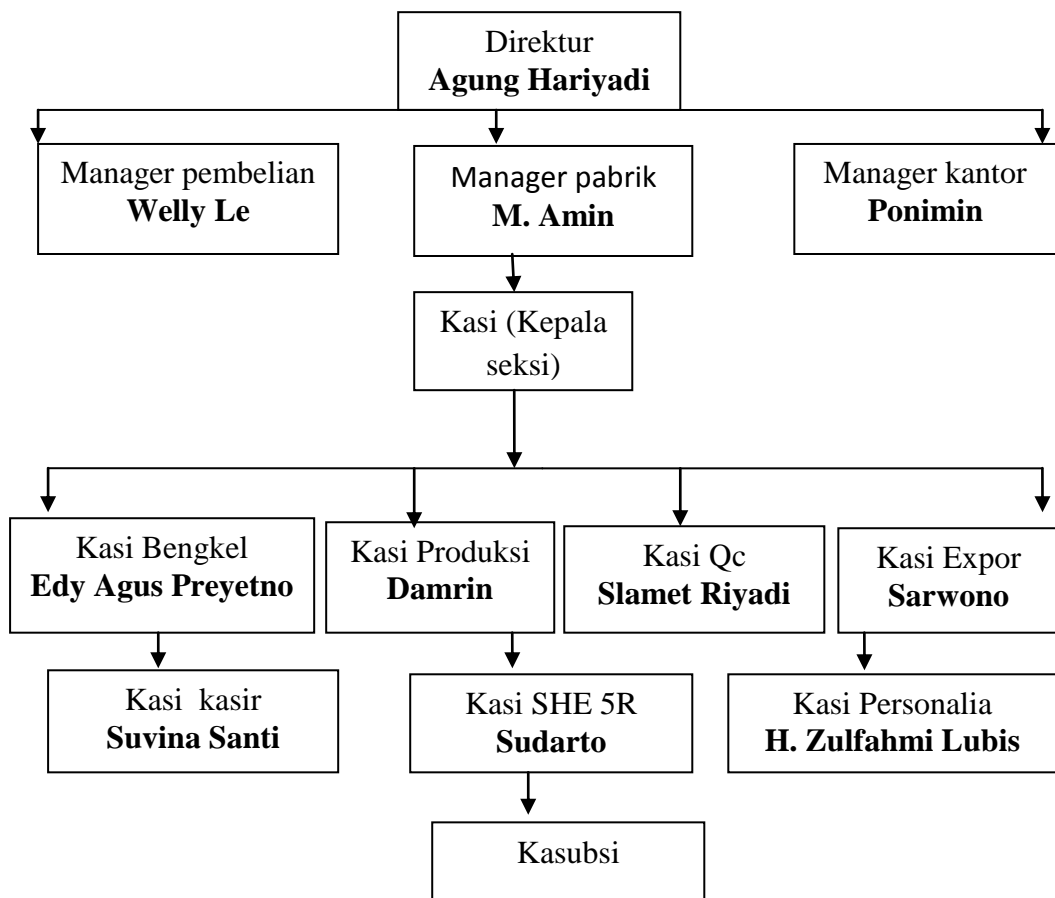 Direktur
Agung Hariyadi
Manager pembelian
Welly Le
Manager pabrik
M. Amin
Manager kantor
Ponimin
Kasi (Kepala
seksi)
Kasi Bengkel
Edy Agus Preyetno
Kasi Produksi
Damrin
Kasi Qc
Slamet Riyadi
Kasi Expor
Sarwono
Kasi kasir
Suvina Santi
Kasi SHE 5R
Sudarto
Kasi Personalia
H. Zulfahmi Lubis
Kasubsi